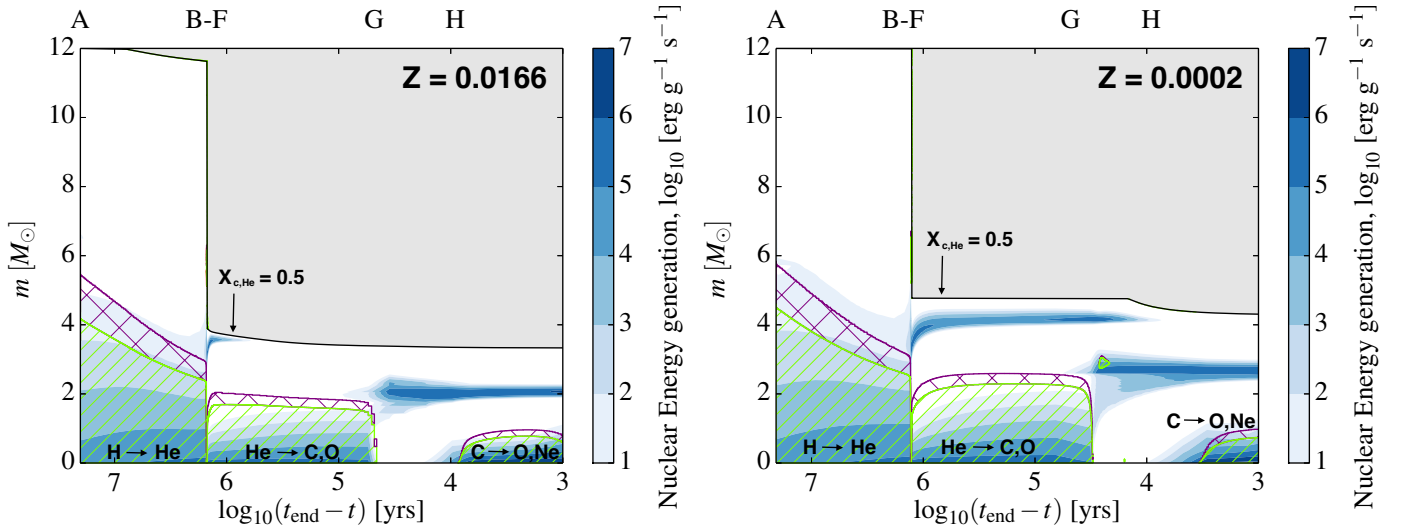 A B-F G H
12
10
8
6
4
2
0
m [M⊙]
Z = 0.0166
X_c,He = 0.5
H → He
He → C,O
C → O,Ne
7 6 5 4 3
log₁₀(t_end − t) [yrs]
7
6
5
4
3
2
1
Nuclear Energy generation, log₁₀ [erg g⁻¹ s⁻¹]
A B-F G H
12
10
8
6
4
2
0
m [M⊙]
Z = 0.0002
X_c,He = 0.5
C → O,Ne
H → He
He → C,O
7 6 5 4 3
log₁₀(t_end − t) [yrs]
7
6
5
4
3
2
1
Nuclear Energy generation, log₁₀ [erg g⁻¹ s⁻¹]